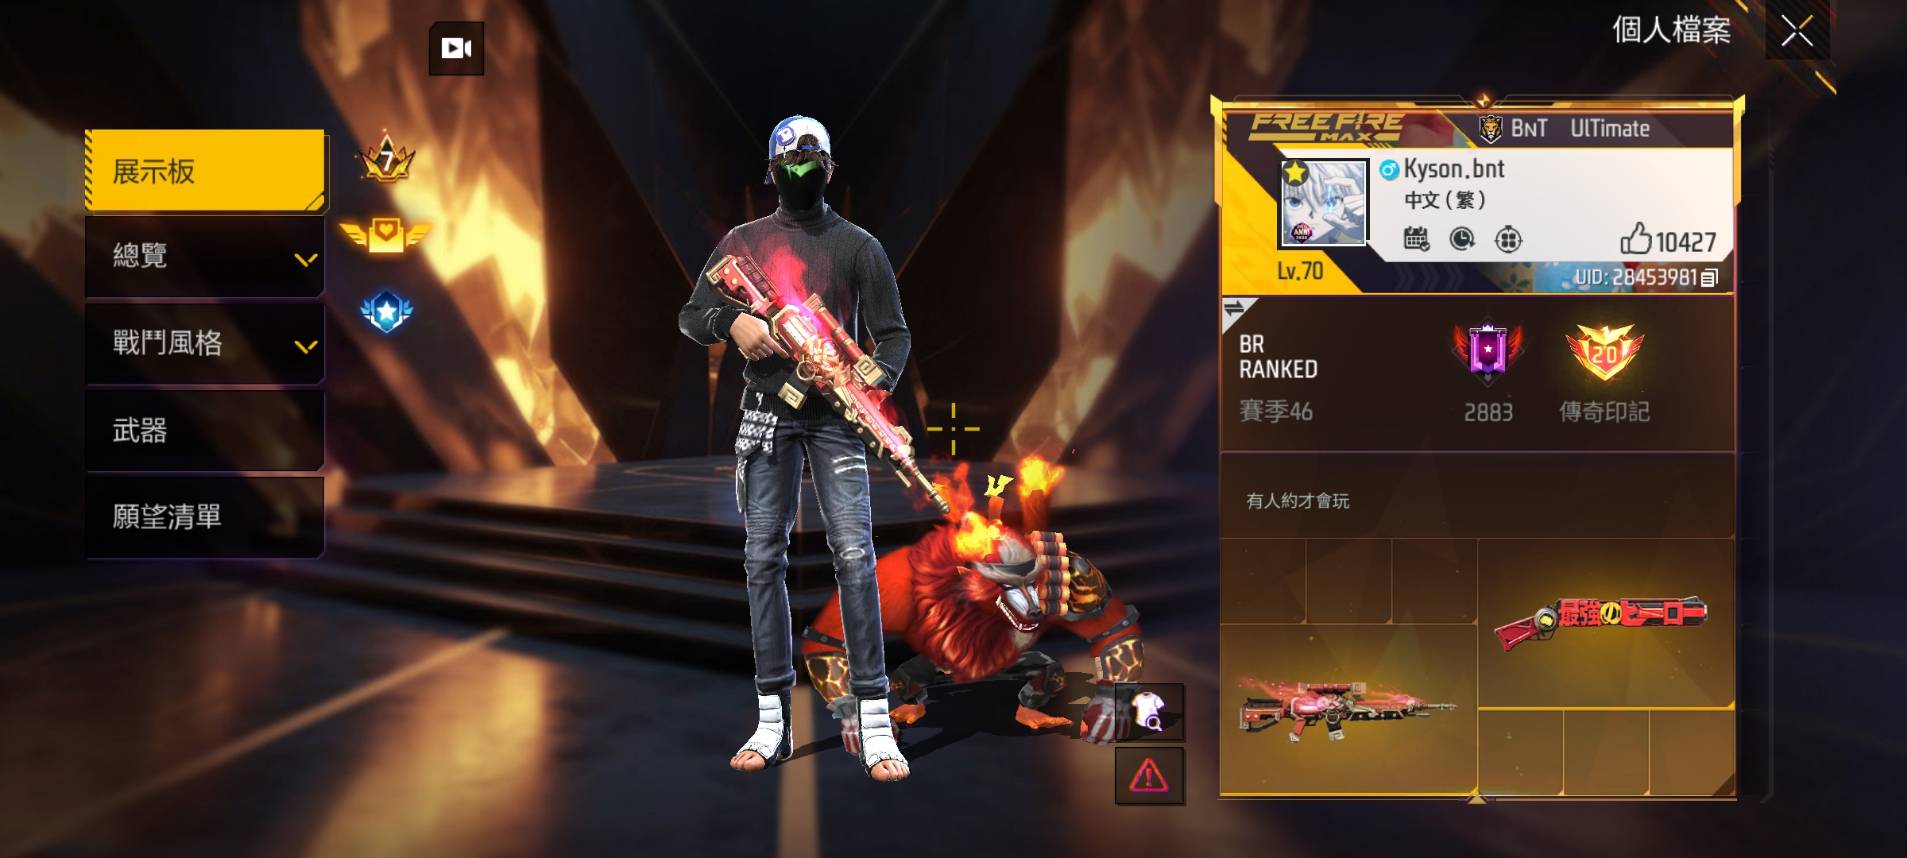 個人檔案
展示板
總覽
戰鬥風格
武器
願望清單
7
FREE FIRE
MAX
BNT UlTimate
Kyson.bnt
中文(繁)
10427
Lv.70
UID: 28453981
BR
RANKED
賽季46
2883
20
傳奇印記
有人約才會玩
最強のヒーロー